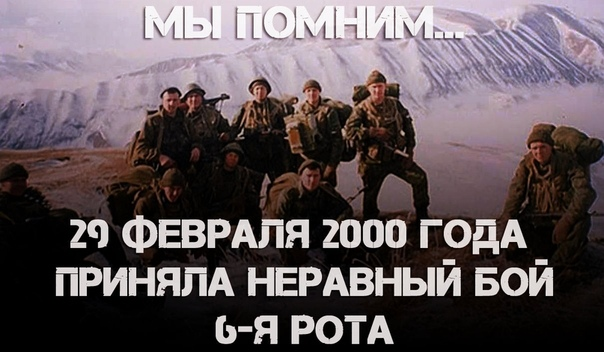 МЫ ПОМНИМ...
29 ФЕВРАЛЯ 2000 ГОДА
ПРИНЯЛА НЕРАВНЫЙ БОЙ
6-Я РОТА